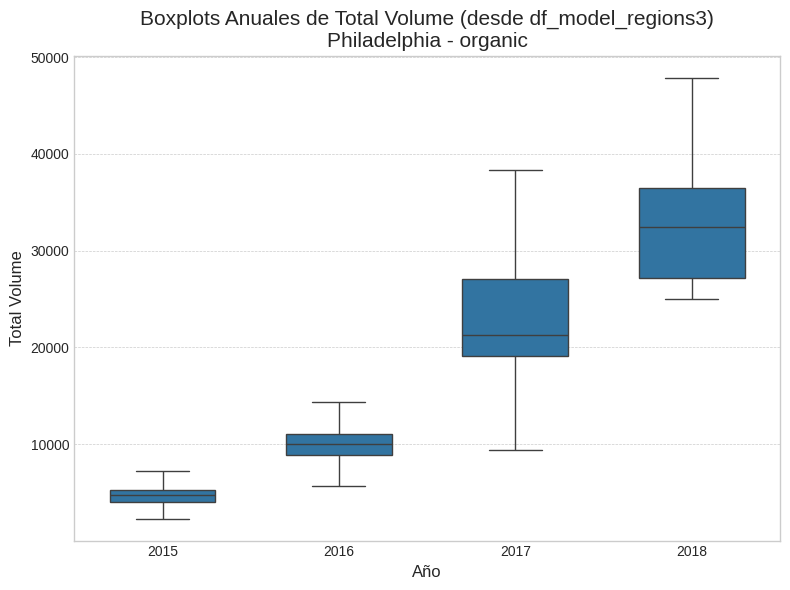 Boxplots Anuales de Total Volume (desde df_model_regions3)
Philadelphia - organic
50000
40000
30000
20000
10000
Total Volume
2015
2016
2017
2018
Año